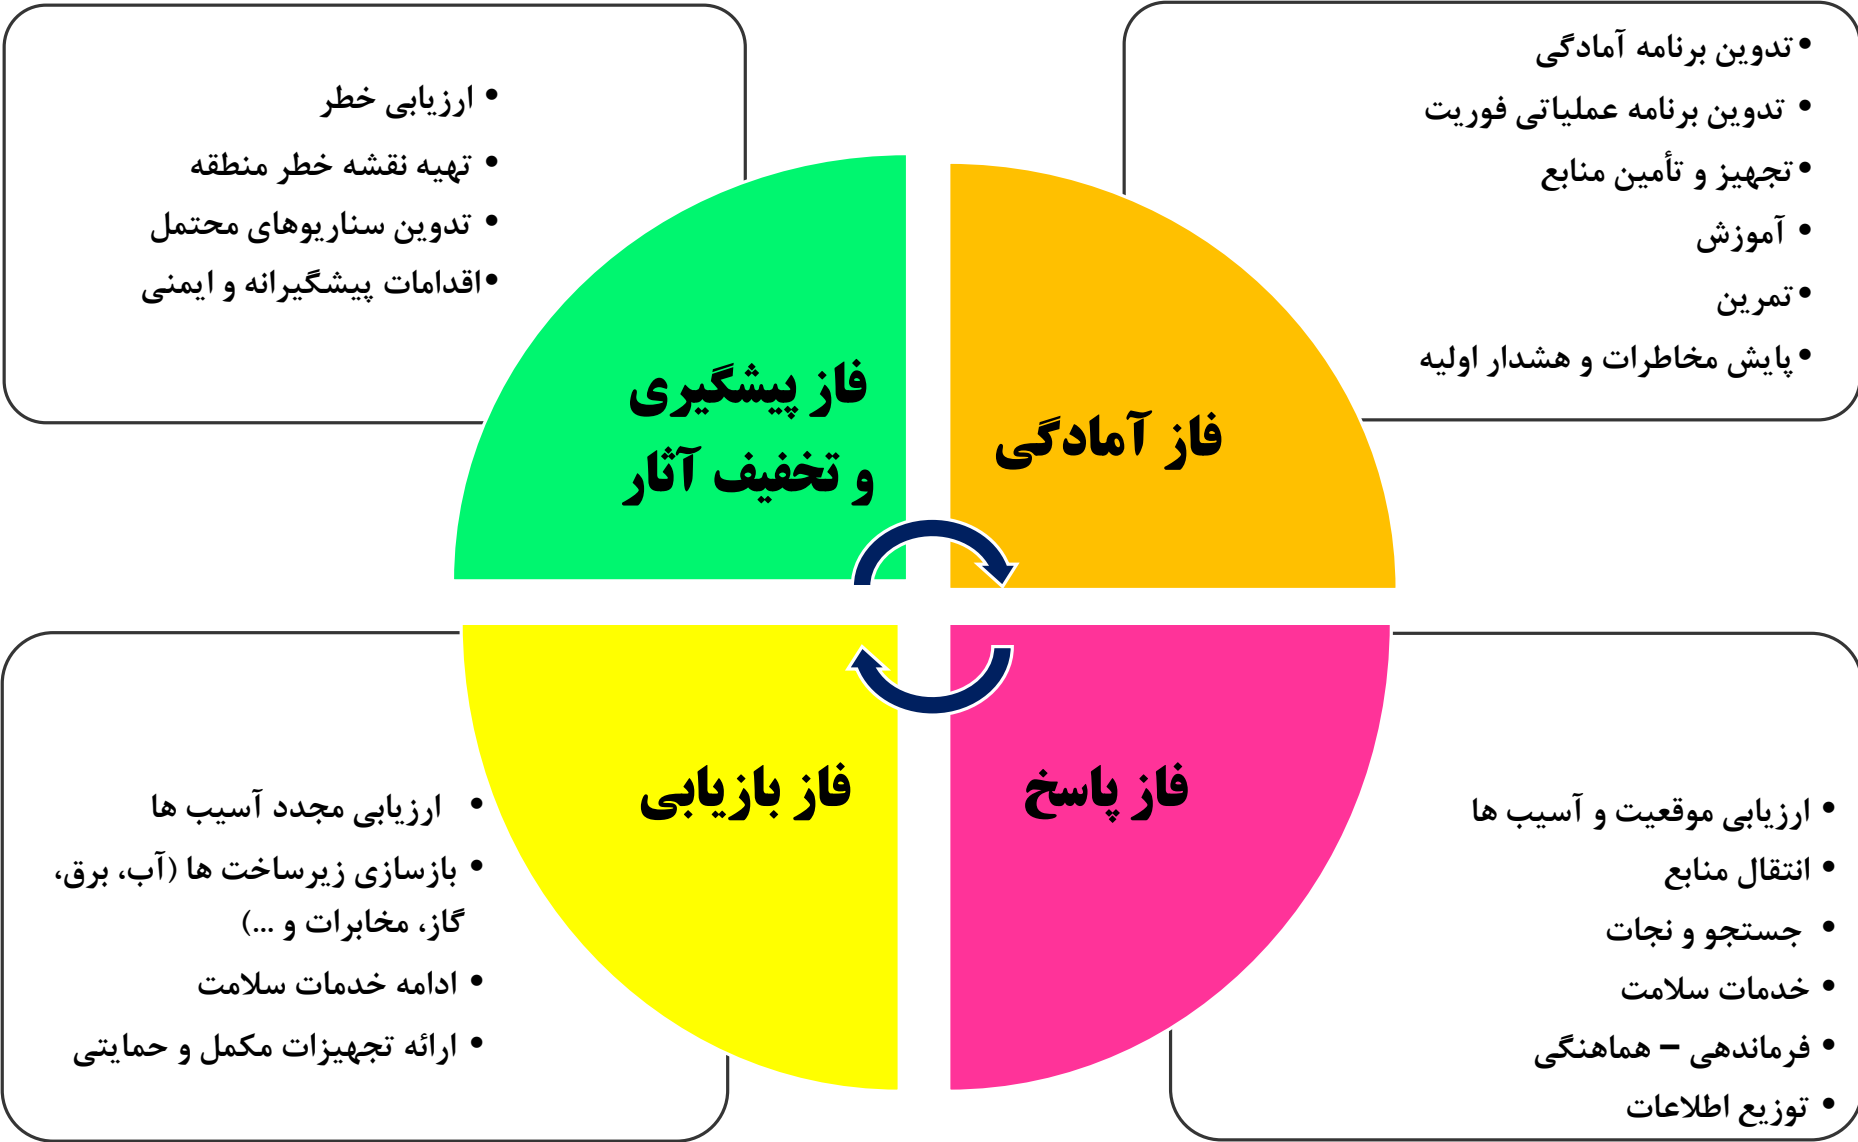 تدوین برنامه آمادگی
تدوین برنامه عملیاتی فوریت
تجهیز و تأمین منابع
آموزش
تمرین
پایش مخاطرات و هشدار اولیه
ارزیابی خطر
تهیه نقشه خطر منطقه
تدوین سناریوهای محتمل
اقدامات پیشگیرانه و ایمنی
فاز آمادگی
فاز پیشگیری
و تخفیف آثار
فاز پاسخ
فاز بازیابی
ارزیابی موقعیت و آسیب ها
انتقال منابع
جستجو و نجات
خدمات سلامت
فرماندهی – هماهنگی
توزیع اطلاعات
ارزیابی مجدد آسیب ها
بازسازی زیرساخت ها (آب، برق،
گاز، مخابرات و ...)
ادامه خدمات سلامت
ارائه تجهیزات مکمل و حمایتی